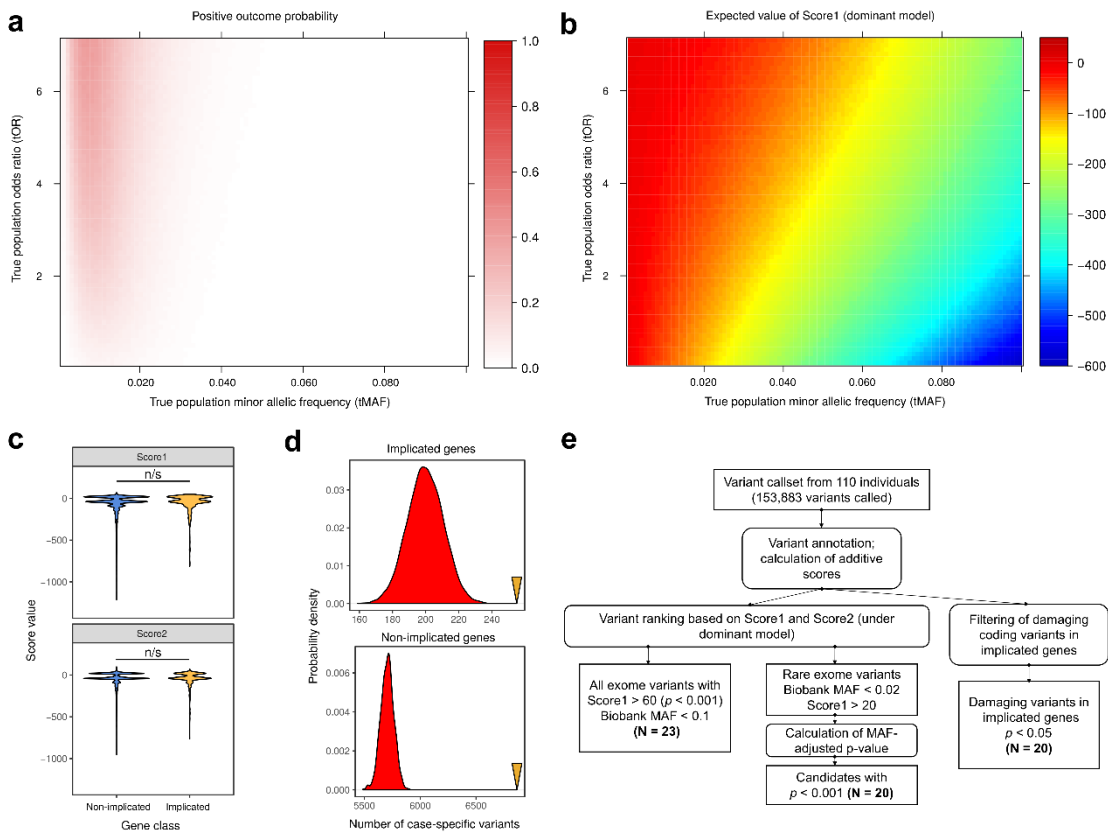 a
Positive outcome probability
True population odds ratio (tOR)
6
4
2
0.020
0.040
0.060
0.080
True population minor allelic frequency (tMAF)
1.0
0.8
0.6
0.4
0.2
0.0
b
Expected value of Score1 (dominant model)
True population odds ratio (tOR)
6
4
2
0.020
0.040
0.060
0.080
True population minor allelic frequency (tMAF)
0
−100
−200
−300
−400
−500
−600
c
Score1
n/s
0
−500
−1000
Score2
n/s
0
−500
−1000
Score value
Non-implicated
Implicated
Gene class
d
Implicated genes
0.03
0.02
0.01
0.00
160
180
200
220
240
Non-implicated genes
0.006
0.004
0.002
0.000
5500
6000
6500
Probability density
Number of case-specific variants
e
Variant callset from 110 individuals
(153,883 variants called)
Variant annotation;
calculation of additive
scores
Variant ranking based on Score1 and Score2 (under
dominant model)
Filtering of damaging
coding variants in
implicated genes
All exome variants with
Score1 > 60 (p < 0.001)
Biobank MAF < 0.1
(N = 23)
Rare exome variants
Biobank MAF < 0.02
Score1 > 20
Calculation of MAF-
adjusted p-value
Candidates with
p < 0.001 (N = 20)
Damaging variants in
implicated genes
p < 0.05
(N = 20)